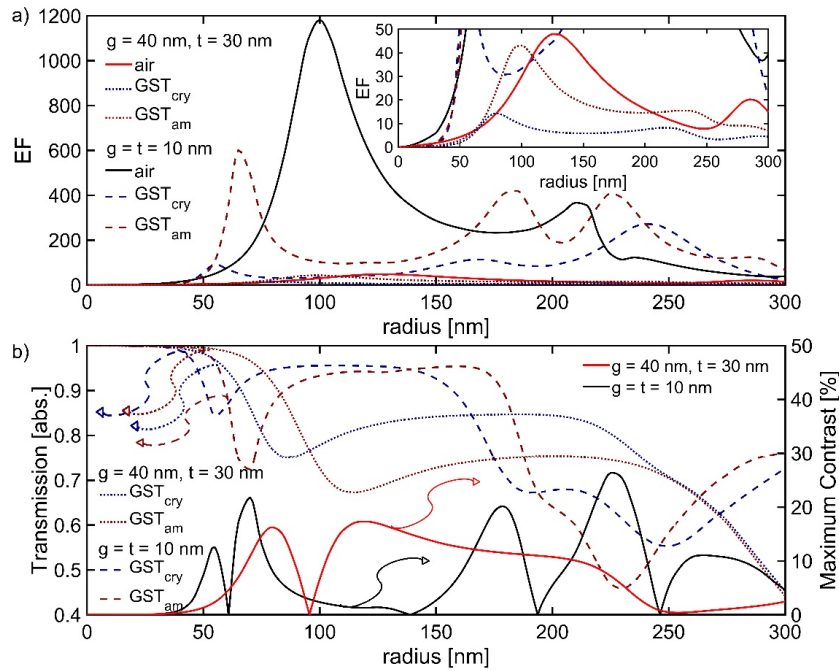 a)
1200
1000
800
600
400
200
0
EF
g = 40 nm, t = 30 nm
air
GSTcry
GSTam
g = t = 10 nm
air
GSTcry
GSTam
50
40
30
20
10
0
EF
0 50 100 150 200 250 300
radius [nm]
0 50 100 150 200 250 300
radius [nm]
b)
1
0.9
0.8
0.7
0.6
0.5
0.4
Transmission [abs.]
g = 40 nm, t = 30 nm
g = t = 10 nm
g = 40 nm, t = 30 nm
GSTcry
GSTam
g = t = 10 nm
GSTcry
GSTam
50
40
30
20
10
0
Maximum Contrast [%]
0 50 100 150 200 250 300
radius [nm]